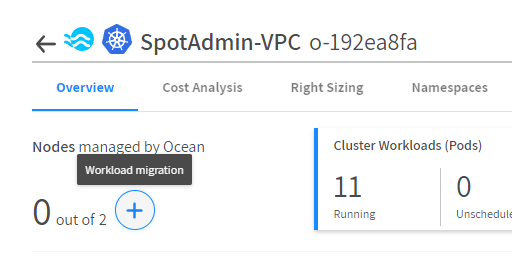 SpotAdmin-VPC o-192ea8fa
Overview Cost Analysis Right Sizing Namespaces
Nodes managed by Ocean
Workload migration
0 out of 2
Cluster Workloads (Pods)
11 0
Running Unschedule